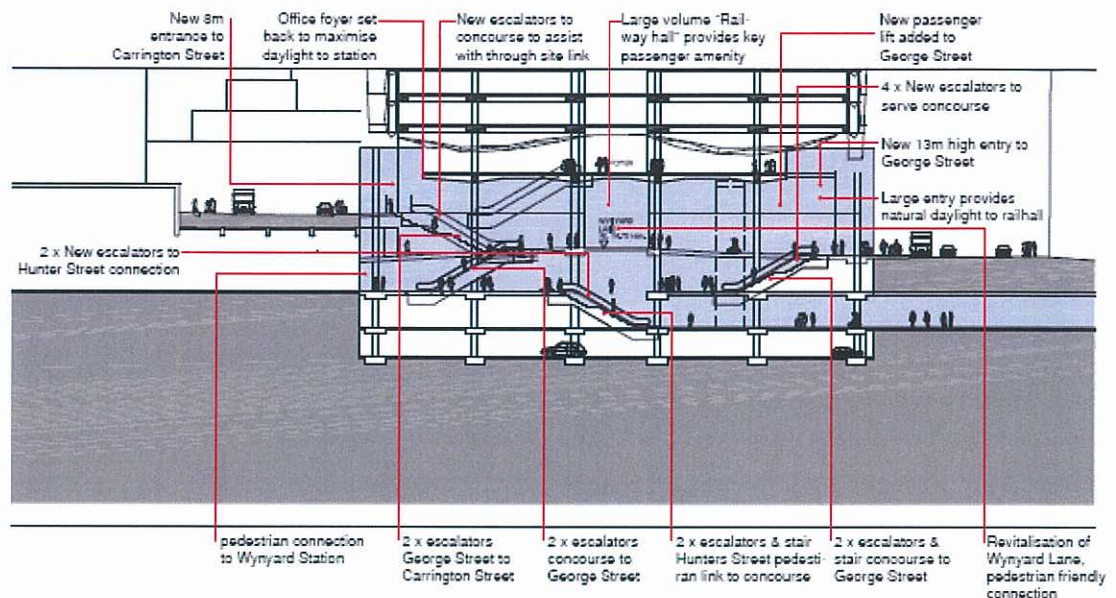 New 8m
entrance to
Carrington Street
Office foyer set
back to maximise
daylight to station
New escalators to
concourse to assist
with through site link
Large volume "Rail-
way hall" provides key
passenger amenity
New passenger
lift added to
George Street
4 x New escalators to
serve concourse
New 13m high entry to
George Street
Large entry provides
natural daylight to railhall
2 x New escalators to
Hunter Street connection
WYNYARD
pedestrian connection
to Wynyard Station
2 x escalators
George Street to
Carrington Street
2 x escalators
concourse to
George Street
2 x escalators & stair
Hunters Street pedesti-
ran link to concourse
2 x escalators &
stair concourse to
George Street
Revitalisation of
Wynyard Lane,
pedestrian friendly
connection